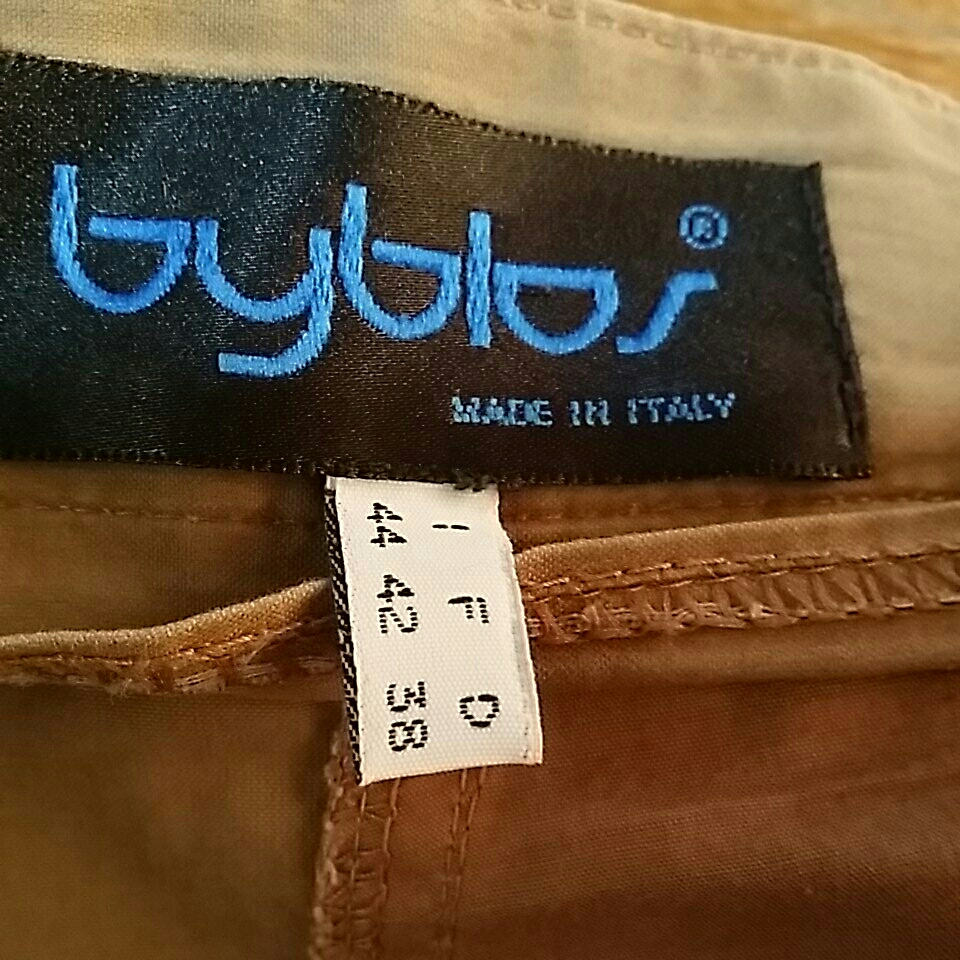 byblos ®
MADE IN ITALY
I F D
44 42 38